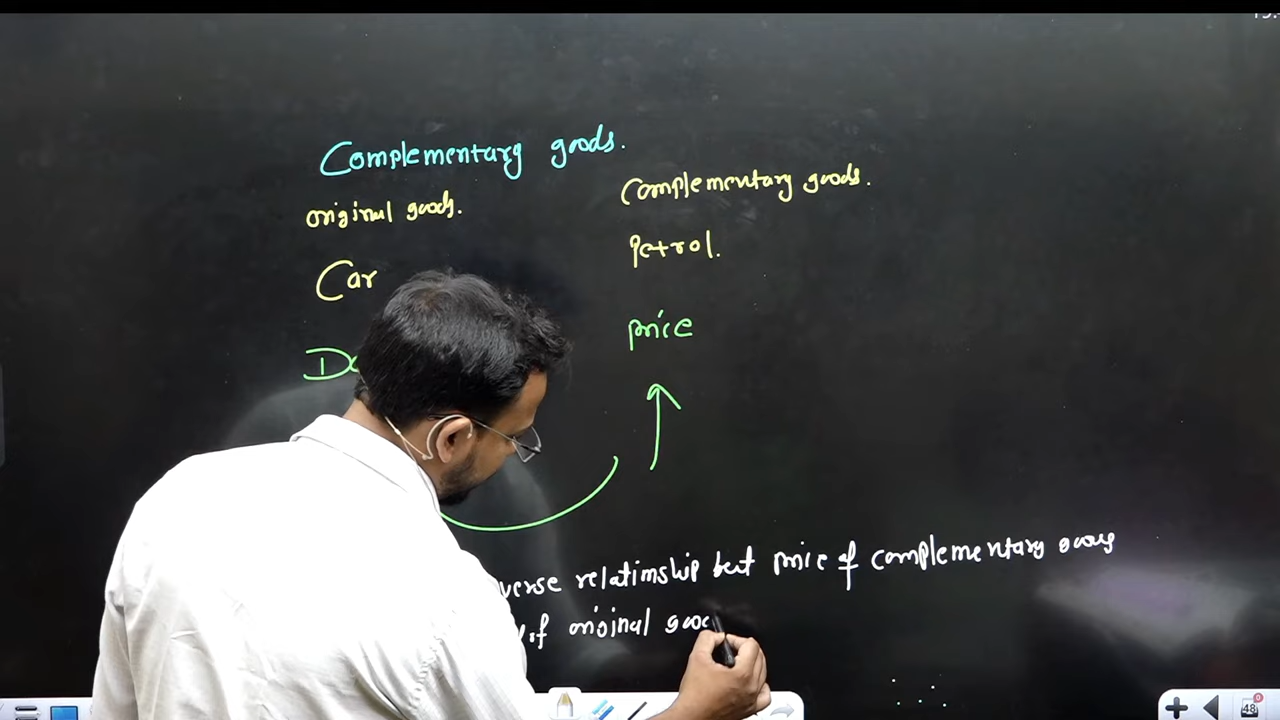 Complementary goods.
original goods.
Complementary goods.
Car
Petrol.
price
verse relationship bet price of complementary goods
of original good
48